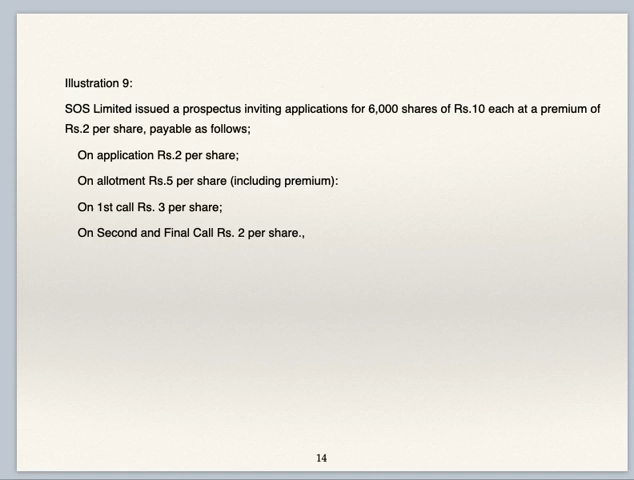 Illustration 9:
SOS Limited issued a prospectus inviting applications for 6,000 shares of Rs.10 each at a premium of
Rs.2 per share, payable as follows;
On application Rs.2 per share;
On allotment Rs.5 per share (including premium):
On 1st call Rs. 3 per share;
On Second and Final Call Rs. 2 per share.,
14